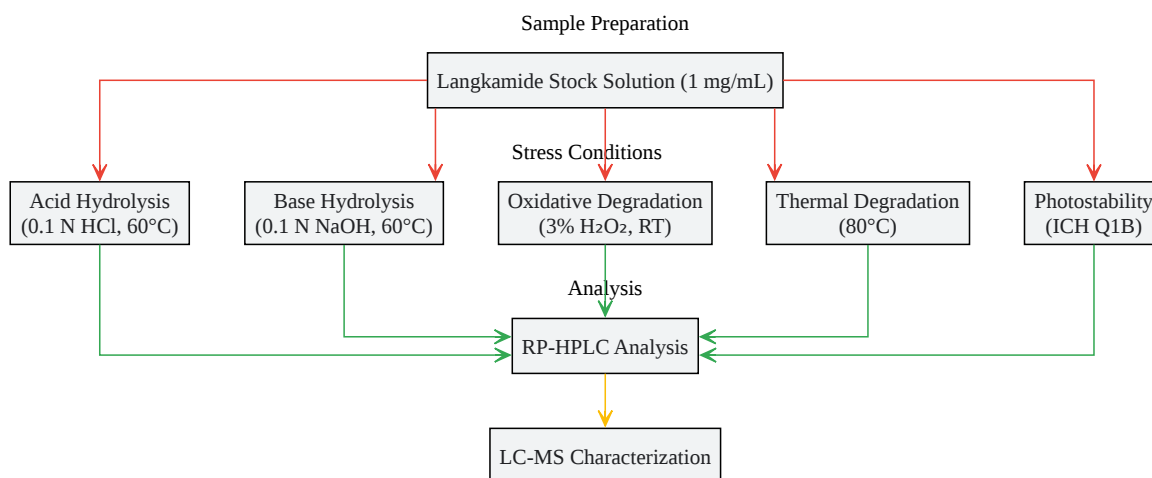 Sample Preparation
Langkamide Stock Solution (1 mg/mL)
Stress Conditions
Acid Hydrolysis
(0.1 N HCl, 60°C)
Base Hydrolysis
(0.1 N NaOH, 60°C)
Oxidative Degradation
(3% H₂O₂, RT)
Thermal Degradation
(80°C)
Photostability
(ICH Q1B)
Analysis
RP-HPLC Analysis
LC-MS Characterization